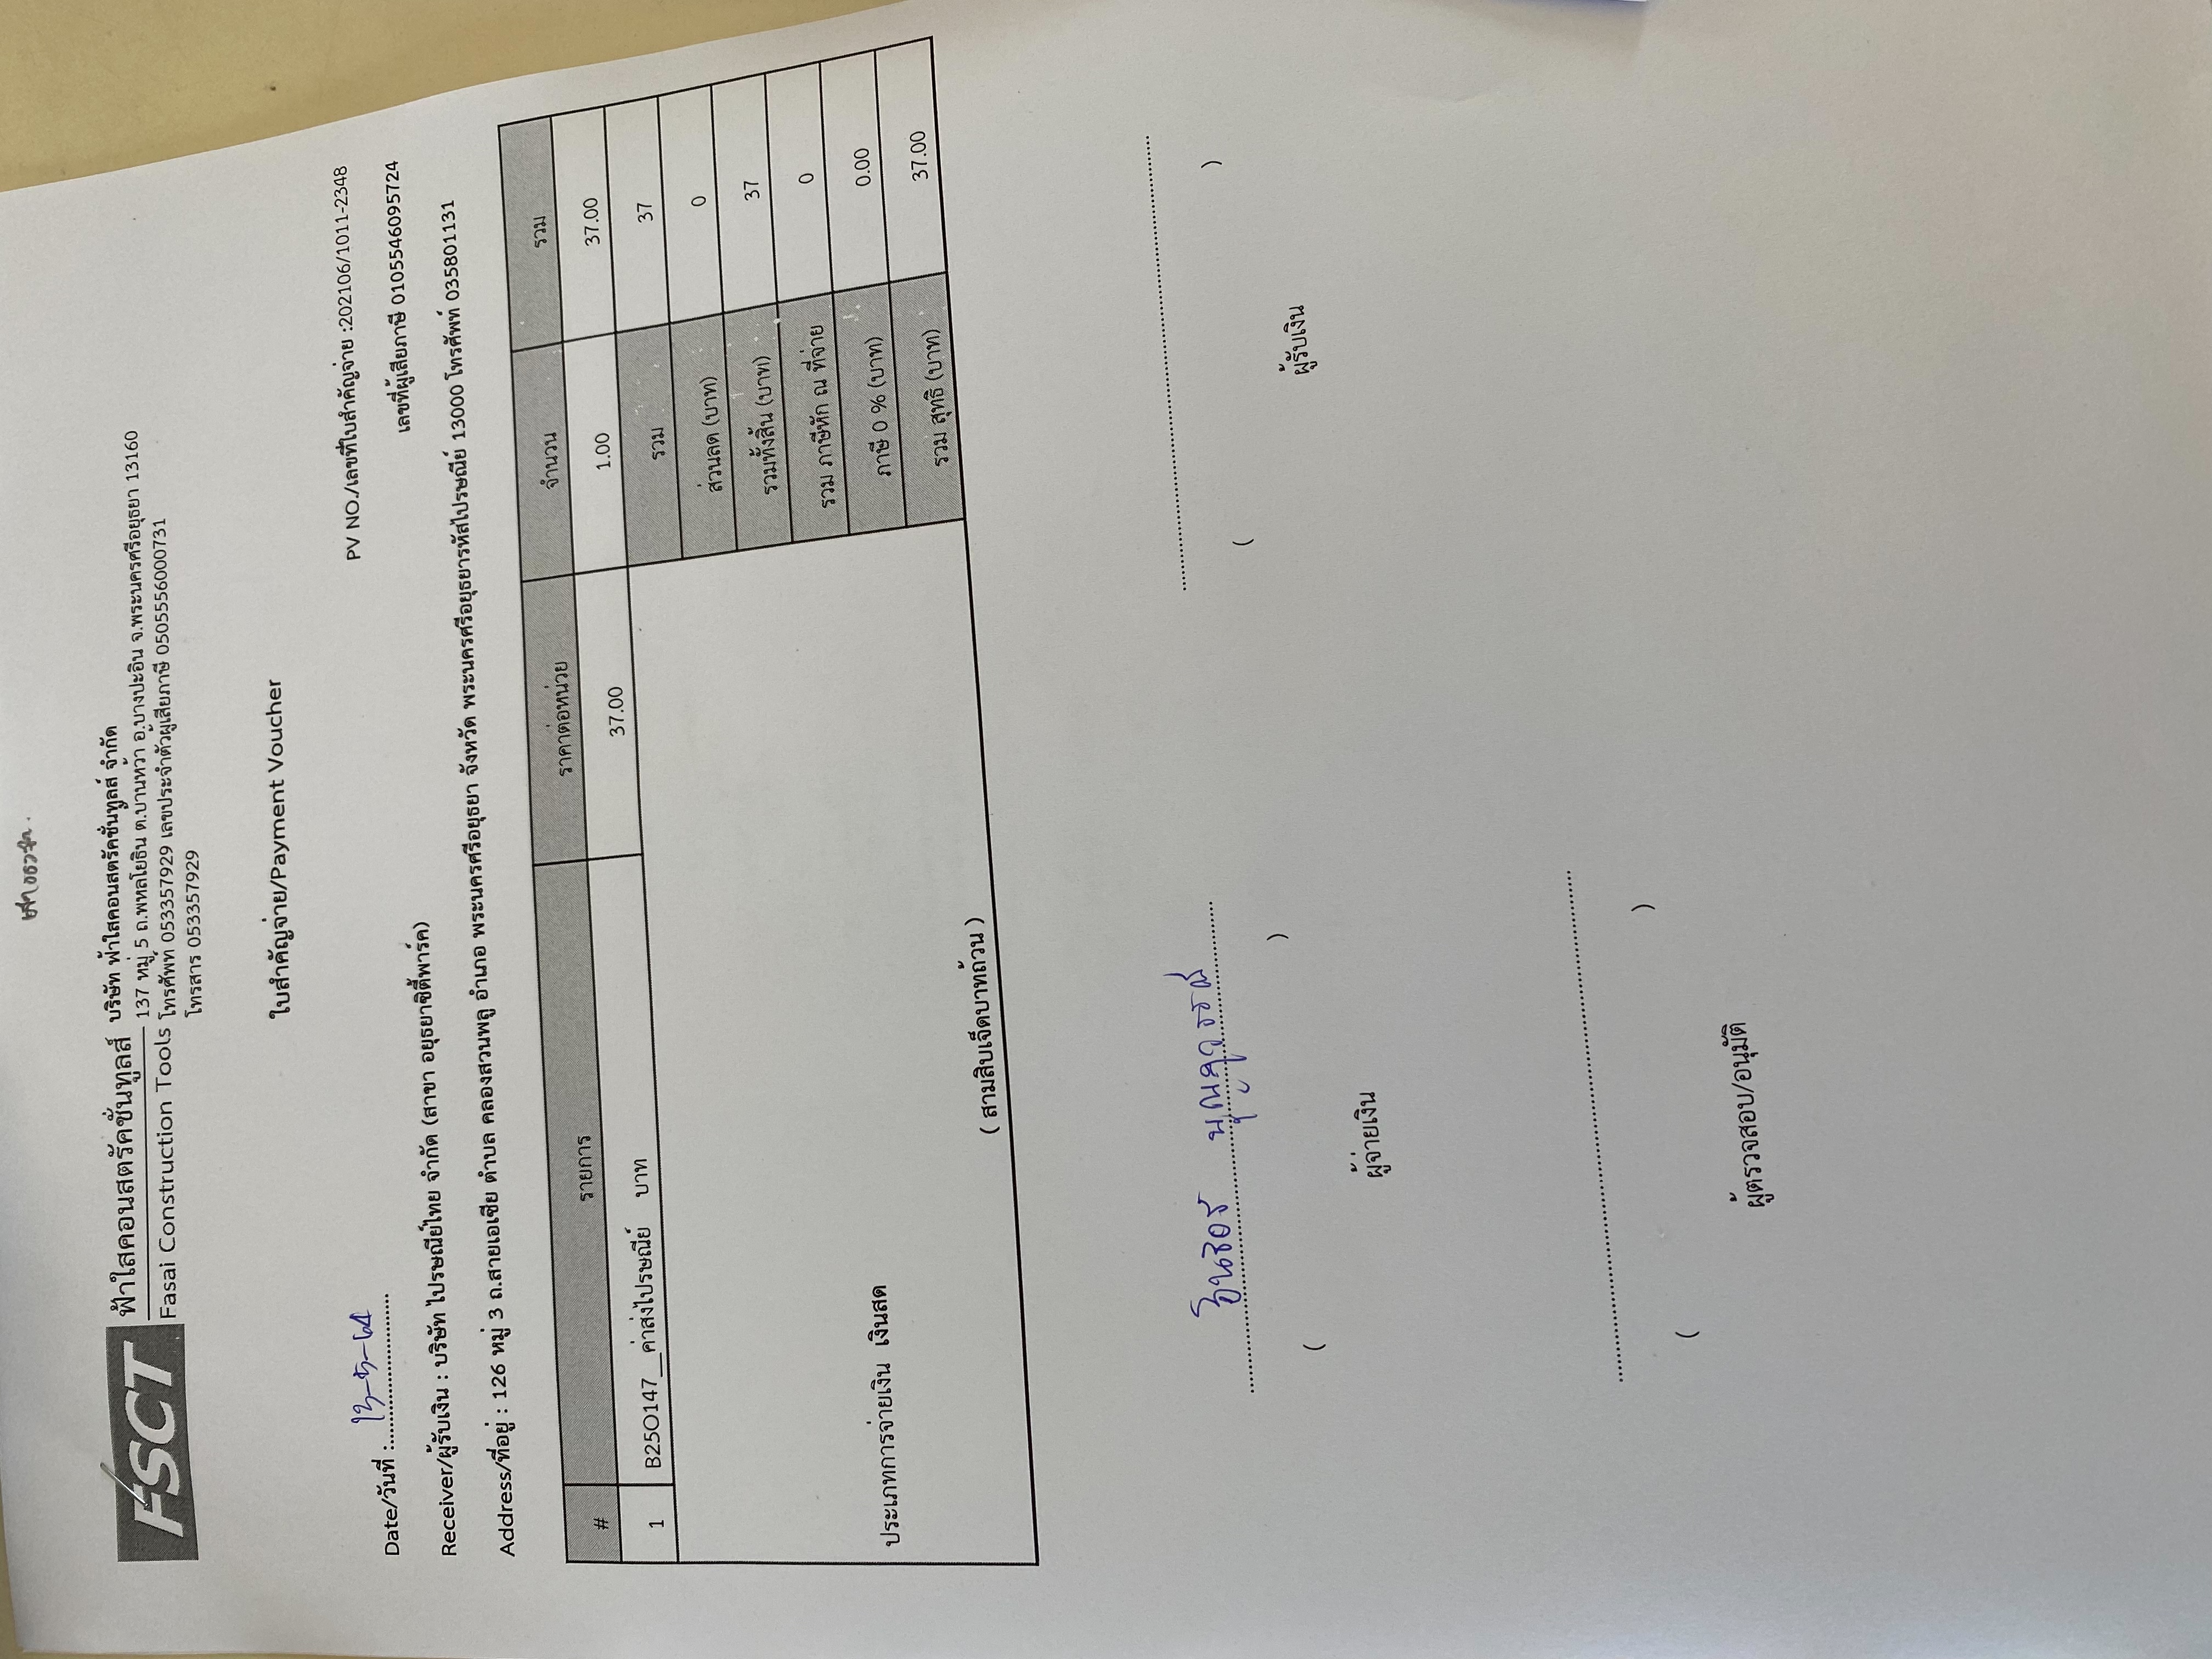 FSCT
ฟ้าใสคอนสตรัคชั่นทูลส์
Fasai Construction Tools
บริษัท ฟ้าใสคอนสตรัคชั่นทูลส์ จำกัด
137 หมู่ 5 ถ.พหลโยธิน ต.บ้านหว้า อ.บางปะอิน จ.พระนครศรีอยุธยา 13160
โทรศัพท์ 053357929 เลขประจำตัวผู้เสียภาษี 0505556000731
โทรสาร 053357929
ใบสำคัญจ่าย/Payment Voucher
PV NO./เลขที่ใบสำคัญจ่าย :202106/1011-2348
Date/วันที่ :13-5-64
เลขที่ผู้เสียภาษี 0105546095724
Receiver/ผู้รับเงิน : บริษัท ไปรษณีย์ไทย จำกัด (สาขา อยุธยาซิตี้พาร์ค)
Address/ที่อยู่ : 126 หมู่ 3 ถ.สายเอเซีย ตำบล คลองสวนพลู อำเภอ พระนครศรีอยุธยา จังหวัด พระนครศรีอยุธยารหัสไปรษณีย์ 13000 โทรศัพท์ 035801131
# รายการ ราคาต่อหน่วย จำนวน รวม
1 B25O147__ค่าส่งไปรษณีย์ บาท 37.00 1.00 37.00
รวม 37
ส่วนลด (บาท) 0
รวมทั้งสิ้น (บาท) 37
รวม ภาษีหัก ณ ที่จ่าย 0
ประเภทการจ่ายเงิน เงินสด
ภาษี 0 % (บาท) 0.00
รวม สุทธิ (บาท) 37.00
( สามสิบเจ็ดบาทถ้วน )
( )
ผู้จ่ายเงิน
( )
ผู้รับเงิน
( )
ผู้ตรวจสอบ/อนุมัติ